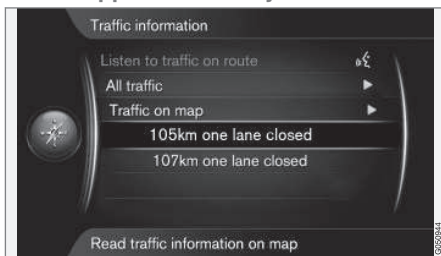 Traffic information
Listen to traffic on route
All traffic
Traffic on map
105km one lane closed
107km one lane closed
Read traffic information on map
G050944